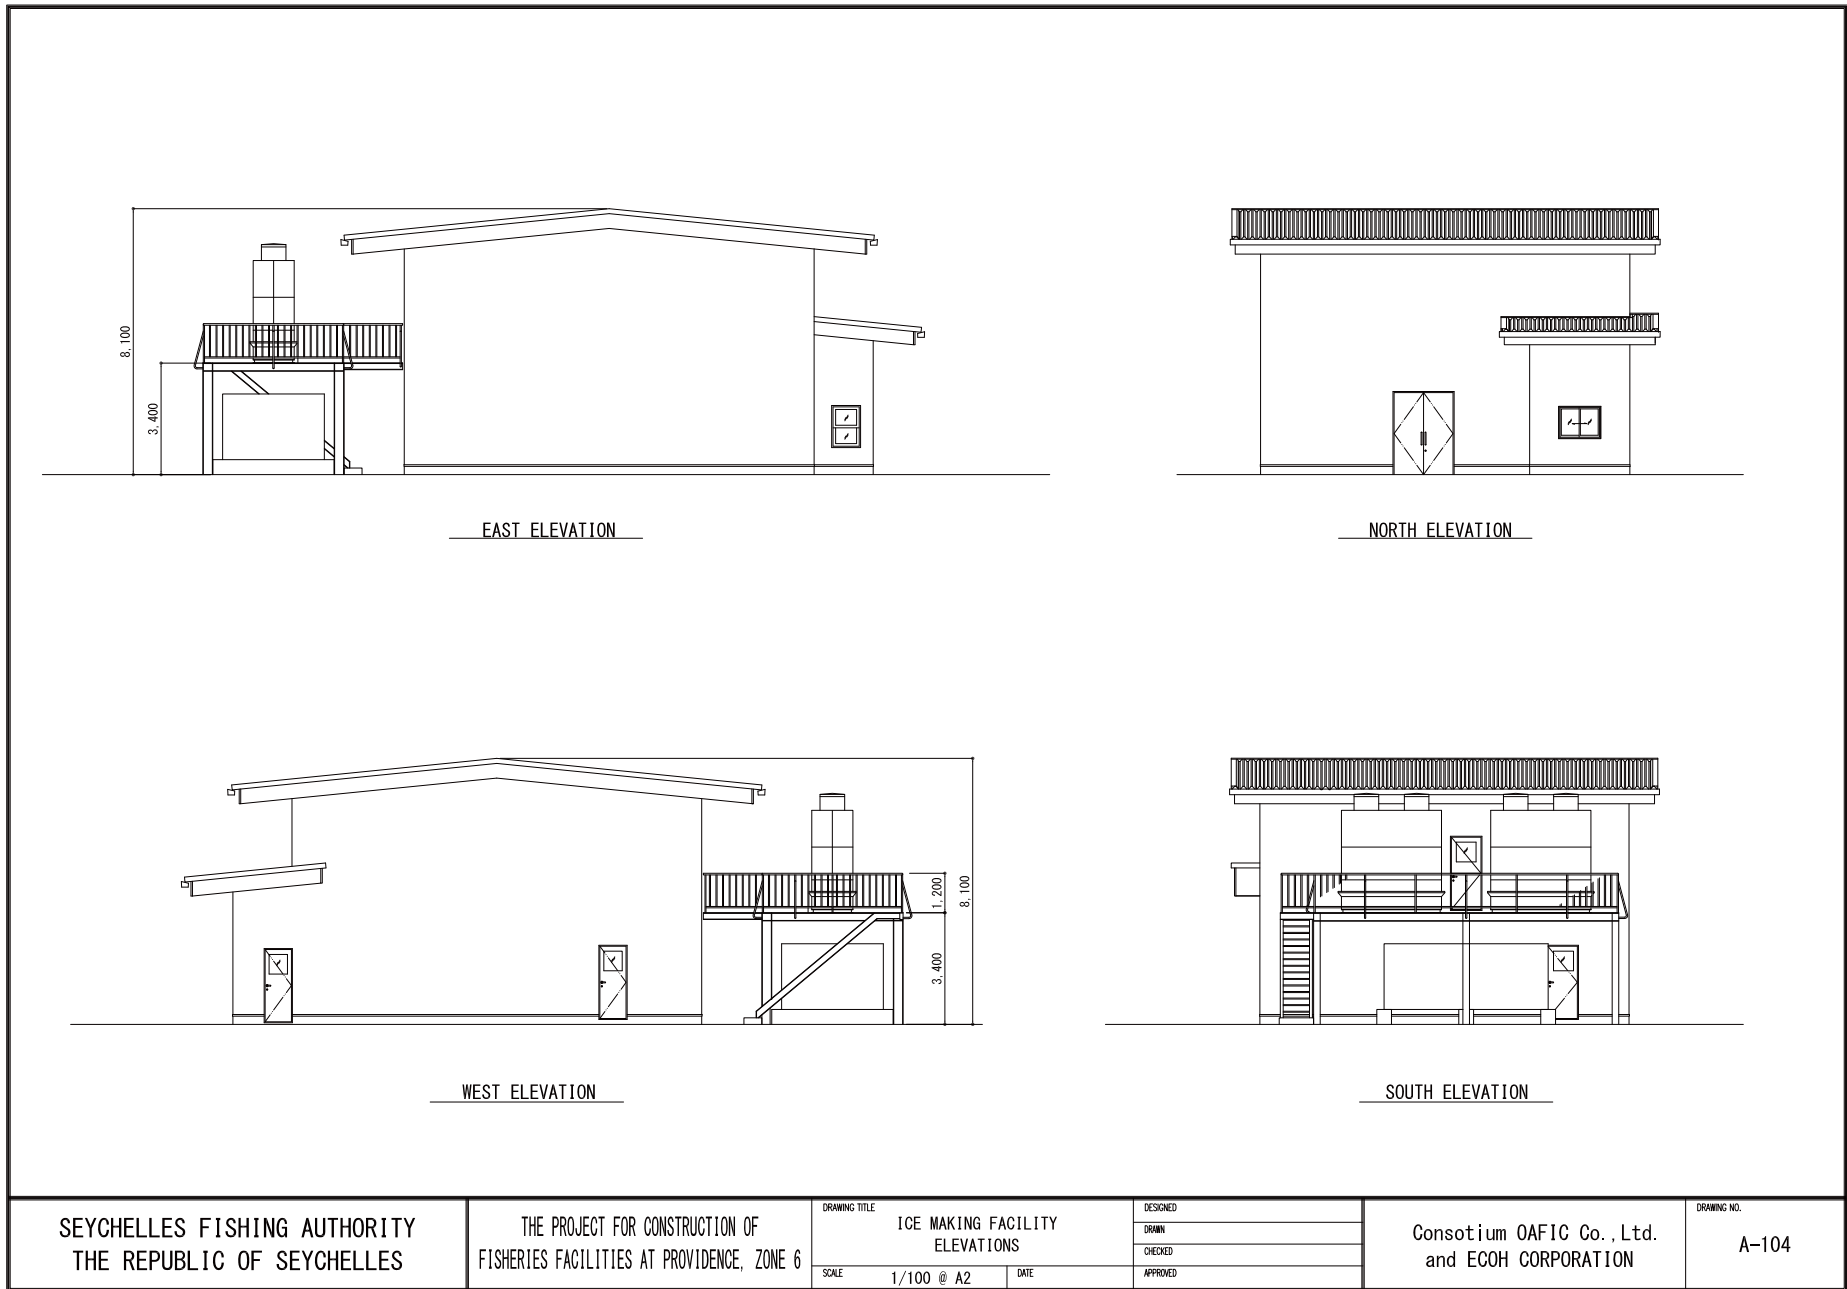 8,100
3,400
EAST ELEVATION
NORTH ELEVATION
1,200
8,100
3,400
WEST ELEVATION
SOUTH ELEVATION
SEYCHELLES FISHING AUTHORITY
THE REPUBLIC OF SEYCHELLES
THE PROJECT FOR CONSTRUCTION OF
FISHERIES FACILITIES AT PROVIDENCE, ZONE 6
DRAWING TITLE
ICE MAKING FACILITY
ELEVATIONS
SCALE
1/100 @ A2
DATE
DESIGNED
DRAWN
CHECKED
APPROVED
Consotium OAFIC Co.,Ltd.
and ECOH CORPORATION
DRAWING NO.
A-104